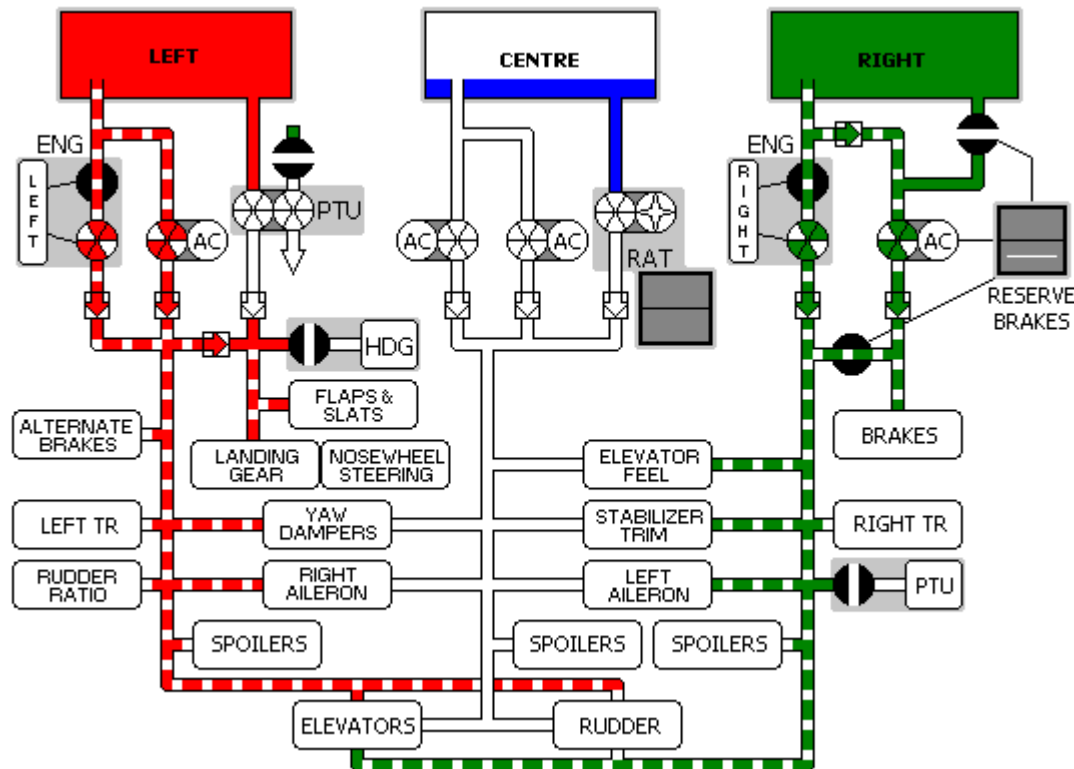 LEFT
CENTRE
RIGHT
ENG
ENG
LEFT
AC
PTU
AC
AC
RAT
RIGHT
AC
RESERVE
BRAKES
HDG
FLAPS &
SLATS
ALTERNATE
BRAKES
LANDING
GEAR
NOSEWHEEL
STEERING
ELEVATOR
FEEL
BRAKES
LEFT TR
YAW
DAMPERS
STABILIZER
TRIM
RIGHT TR
RUDDER
RATIO
RIGHT
AILERON
LEFT
AILERON
PTU
SPOILERS
SPOILERS
SPOILERS
ELEVATORS
RUDDER